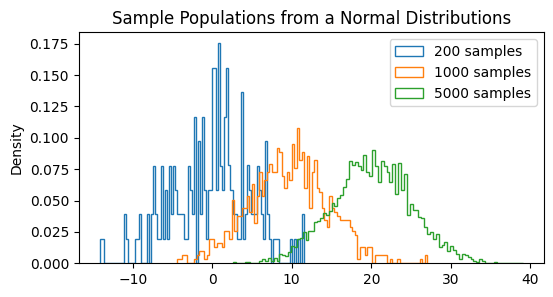 Sample Populations from a Normal Distributions
200 samples
1000 samples
5000 samples
Density
0.175
0.150
0.125
0.100
0.075
0.050
0.025
0.000
−10 0 10 20 30 40